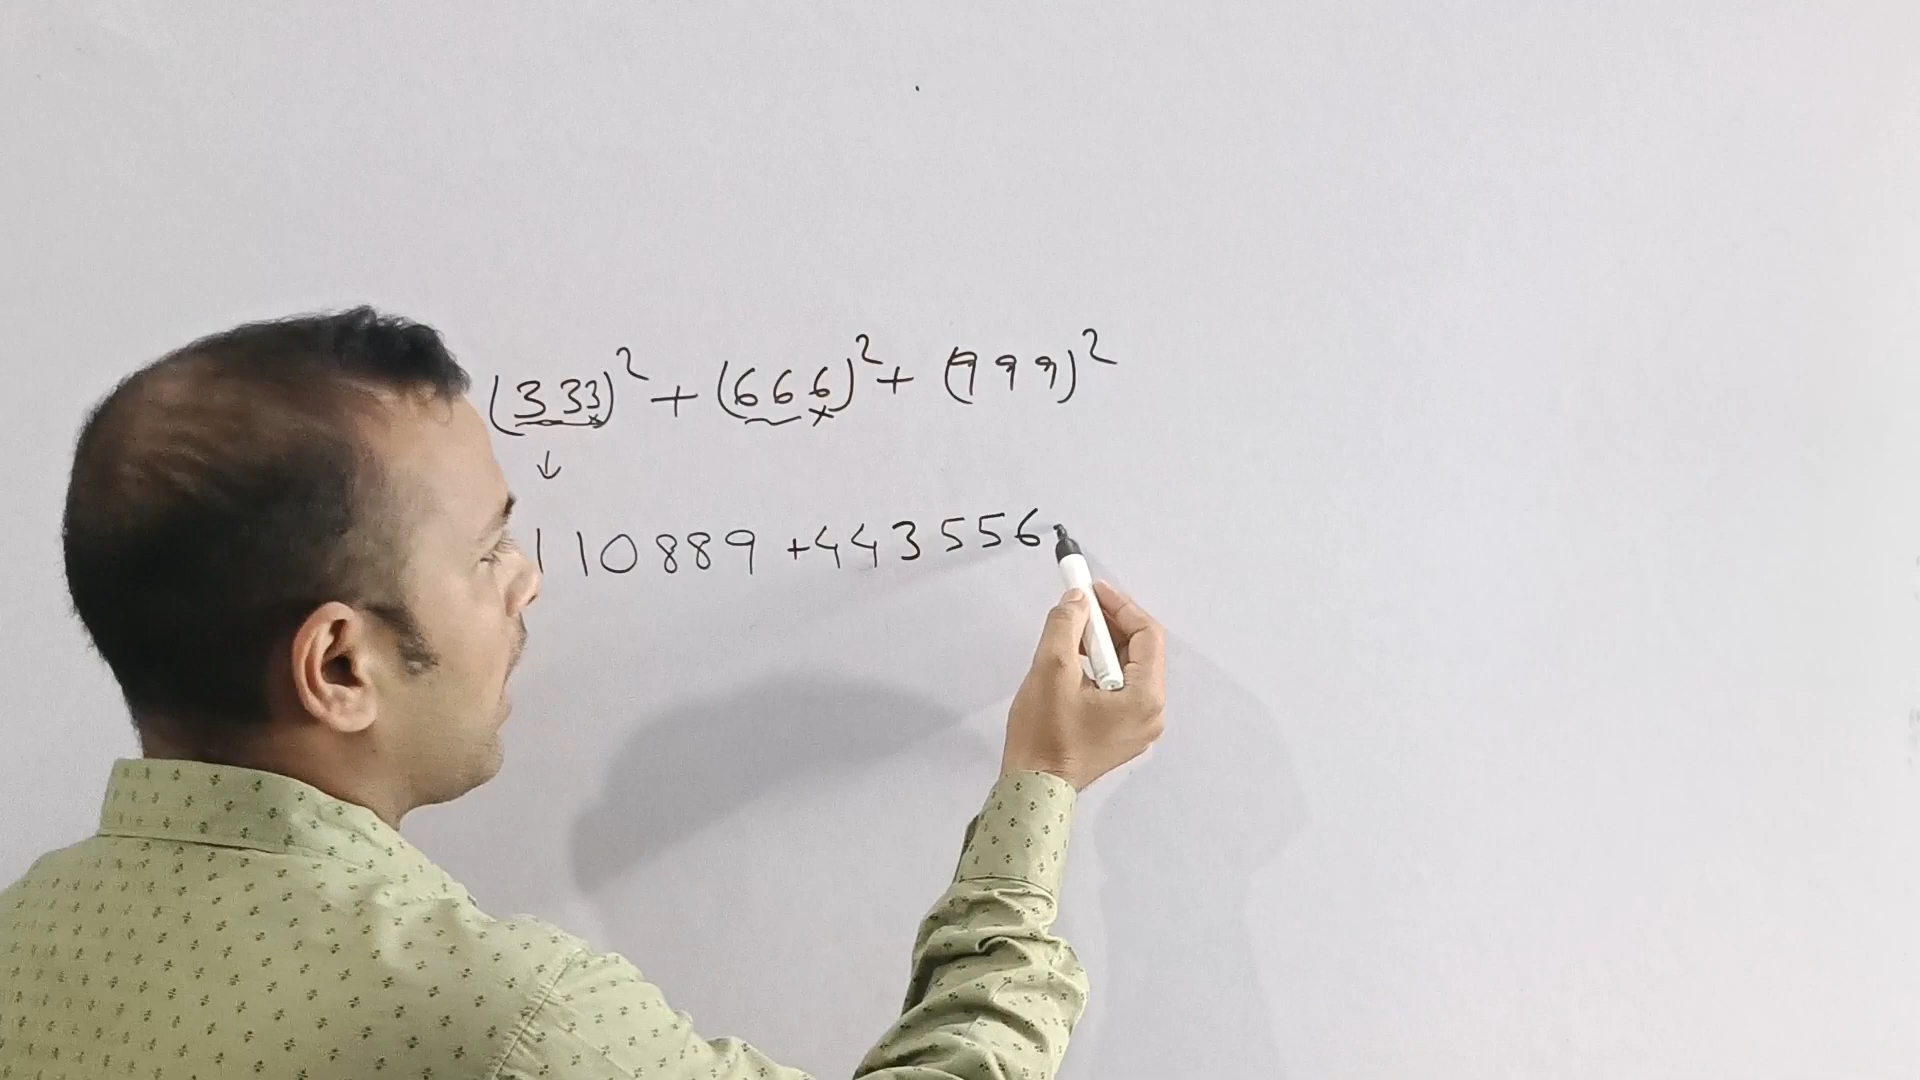 (333)² + (666)² + (999)²
↓
110889 + 443556